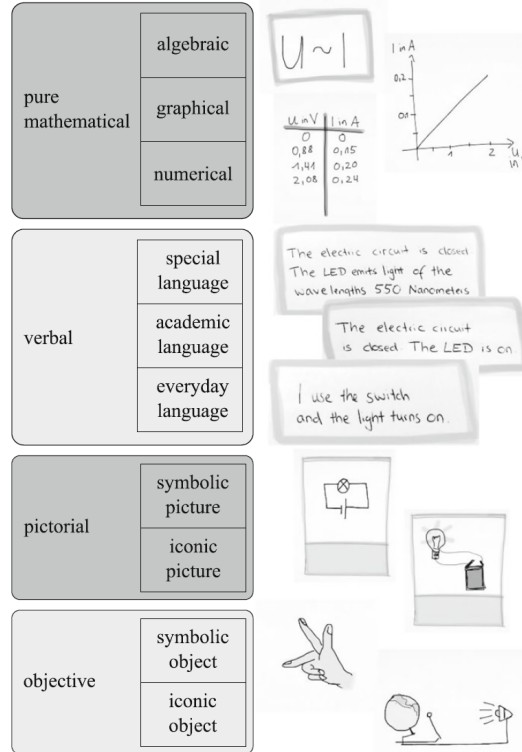 algebraic
pure
mathematical
graphical
numerical
U ~ I
I in A
0,2
0,1
1
2
U
in
U in V I in A
0 0
0,88 0,15
1,41 0,20
2,08 0,24
verbal
special
language
academic
language
everyday
language
The electric circuit is closed
The LED emits light of the
wavelengths 550 Nanometers
The electric circuit
is closed. The LED is on
I use the switch
and the light turns on.
pictorial
symbolic
picture
iconic
picture
objective
symbolic
object
iconic
object